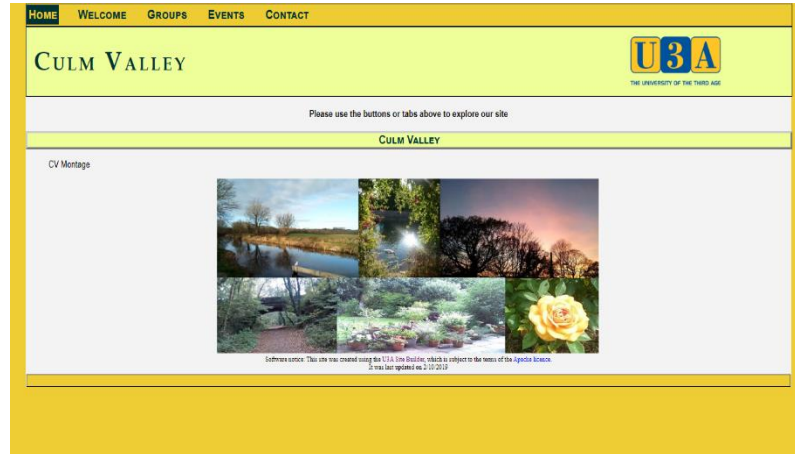 Home Welcome Groups Events Contact
Culm Valley
U3A
THE UNIVERSITY OF THE THIRD AGE
Please use the buttons or tabs above to explore our site
Culm Valley
CV Montage
Software notice: This site was created using the U3A Site Builder, which is subject to the terms of the Apache licence.
It was last updated on 2/10/2019